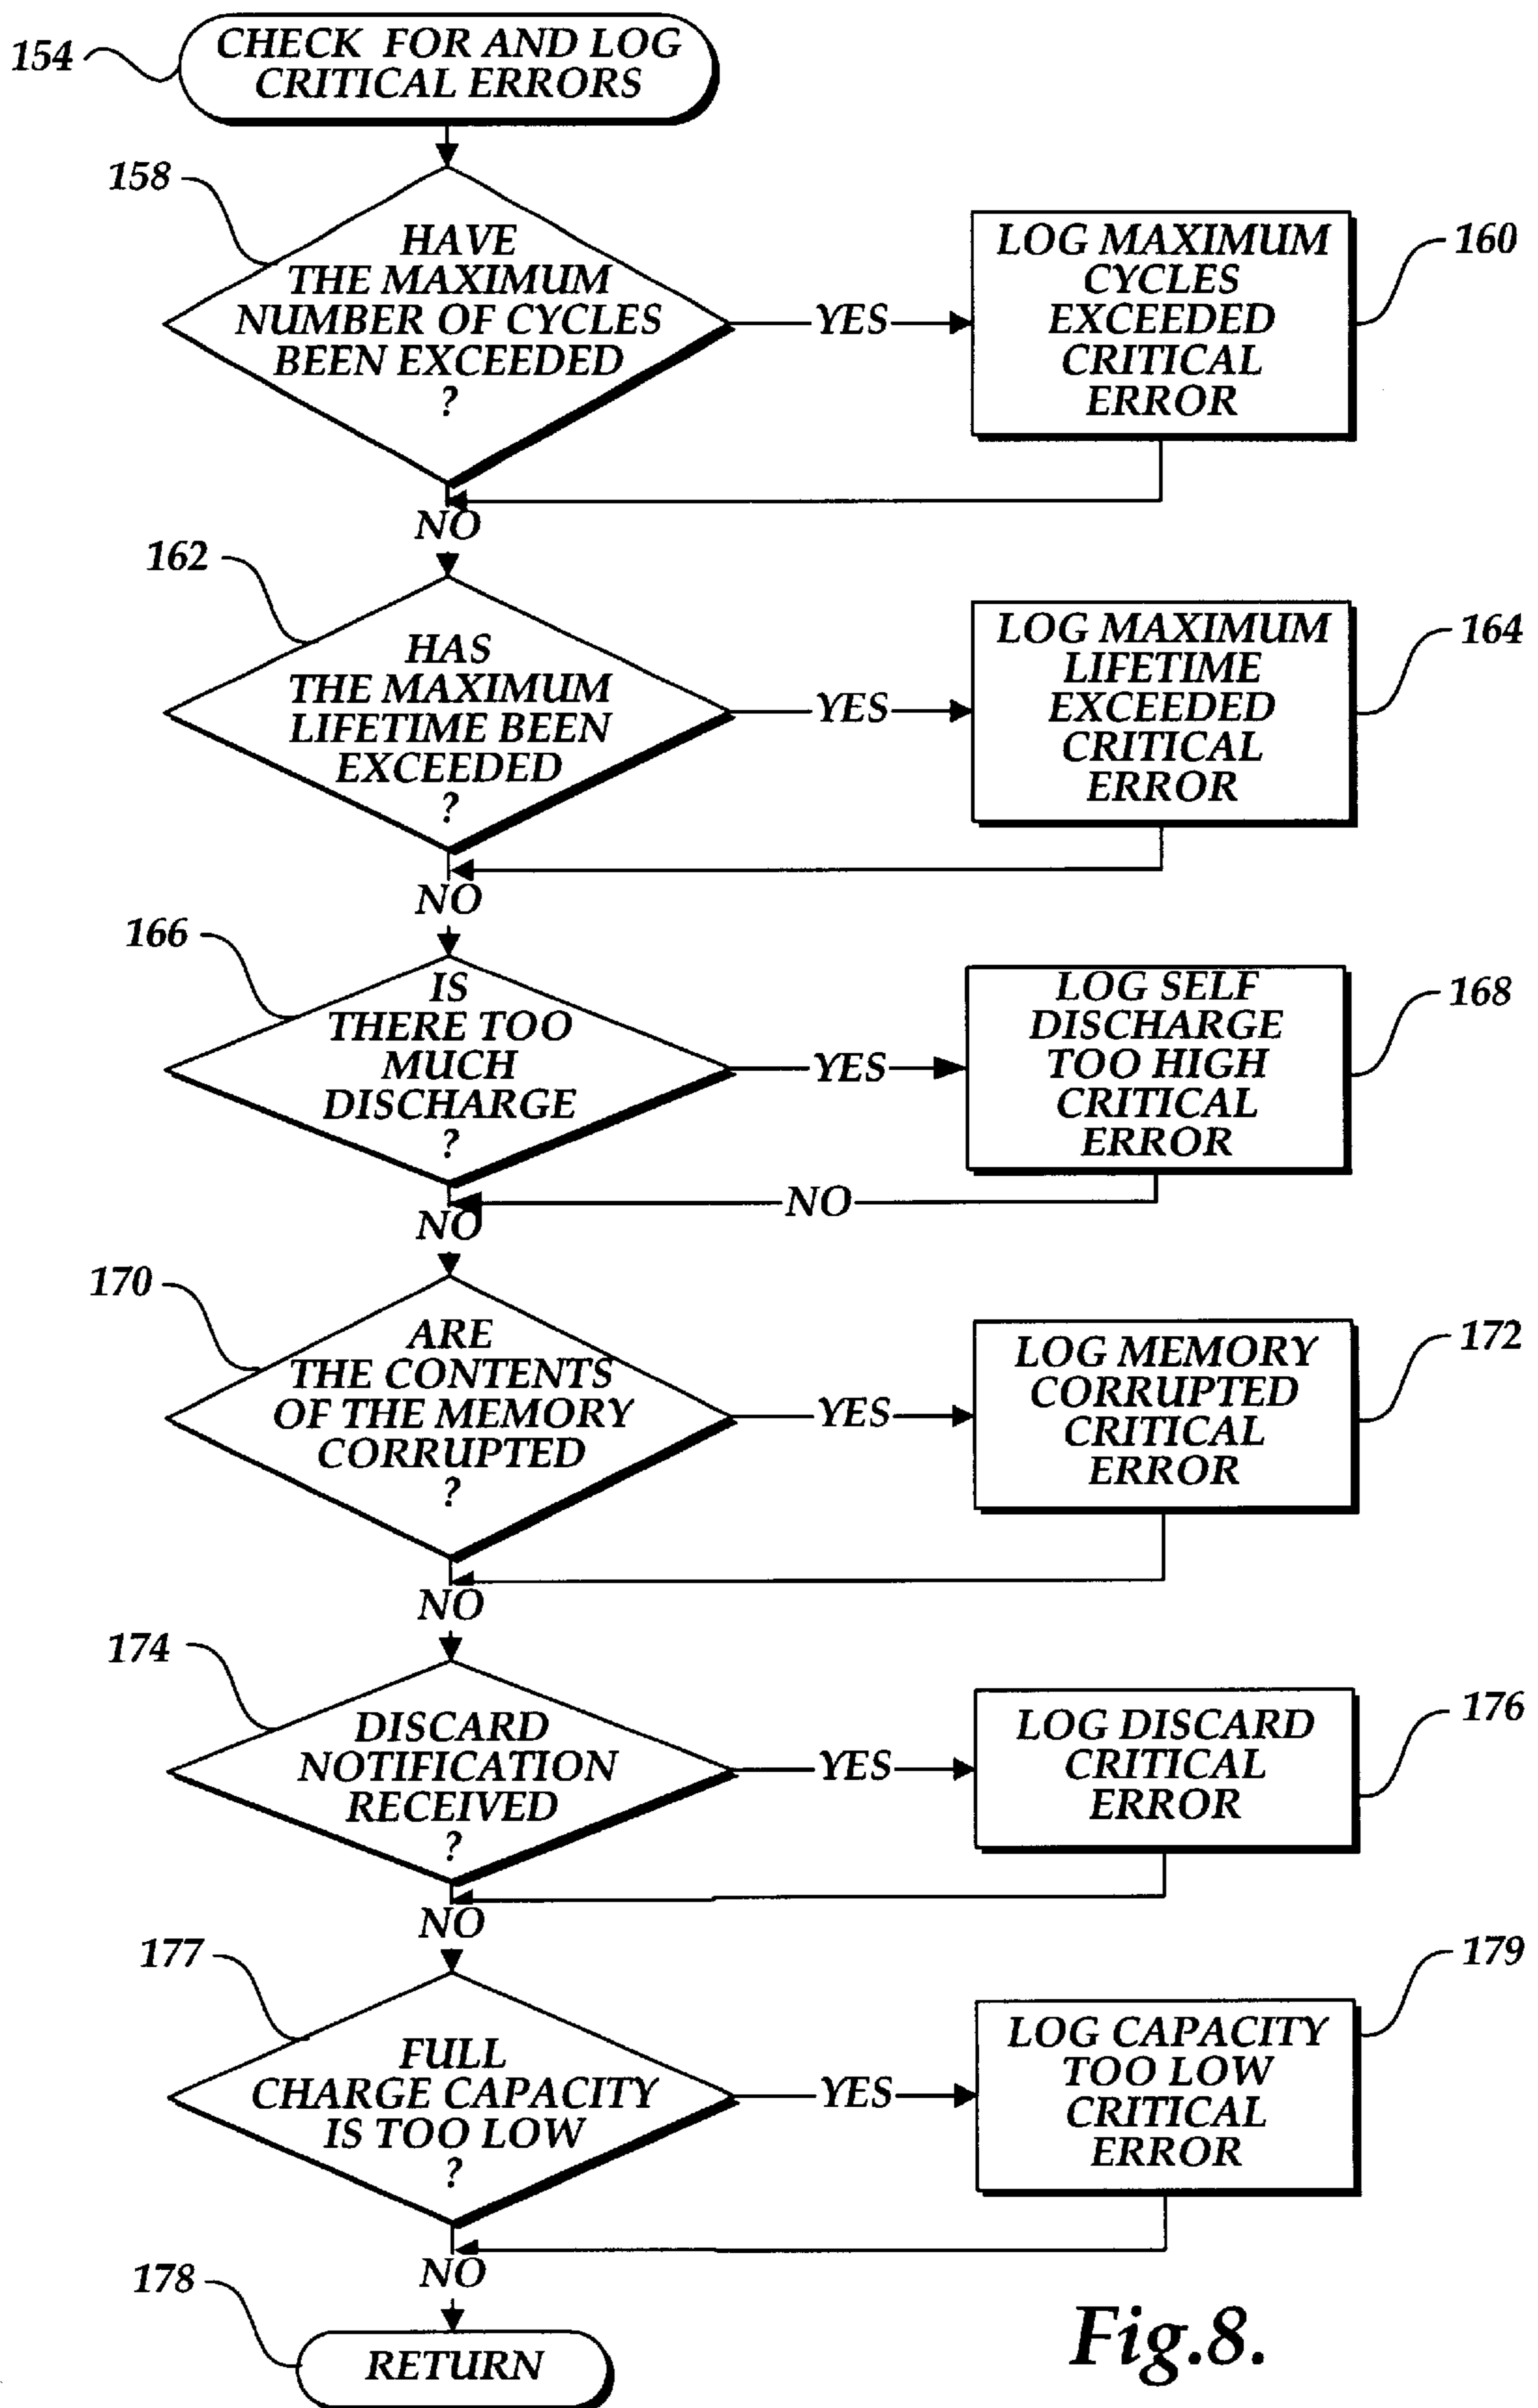 154
CHECK FOR AND LOG
CRITICAL ERRORS
158
HAVE
THE MAXIMUM
NUMBER OF CYCLES
BEEN EXCEEDED
?
YES
LOG MAXIMUM
CYCLES
EXCEEDED
CRITICAL
ERROR
160
NO
162
HAS
THE MAXIMUM
LIFETIME BEEN
EXCEEDED
?
YES
LOG MAXIMUM
LIFETIME
EXCEEDED
CRITICAL
ERROR
164
NO
166
IS
THERE TOO
MUCH
DISCHARGE
?
YES
LOG SELF
DISCHARGE
TOO HIGH
CRITICAL
ERROR
168
NO
NO
170
ARE
THE CONTENTS
OF THE MEMORY
CORRUPTED
?
YES
LOG MEMORY
CORRUPTED
CRITICAL
ERROR
172
NO
174
DISCARD
NOTIFICATION
RECEIVED
?
YES
LOG DISCARD
CRITICAL
ERROR
176
NO
177
FULL
CHARGE CAPACITY
IS TOO LOW
?
YES
LOG CAPACITY
TOO LOW
CRITICAL
ERROR
179
NO
178
RETURN
Fig.8.